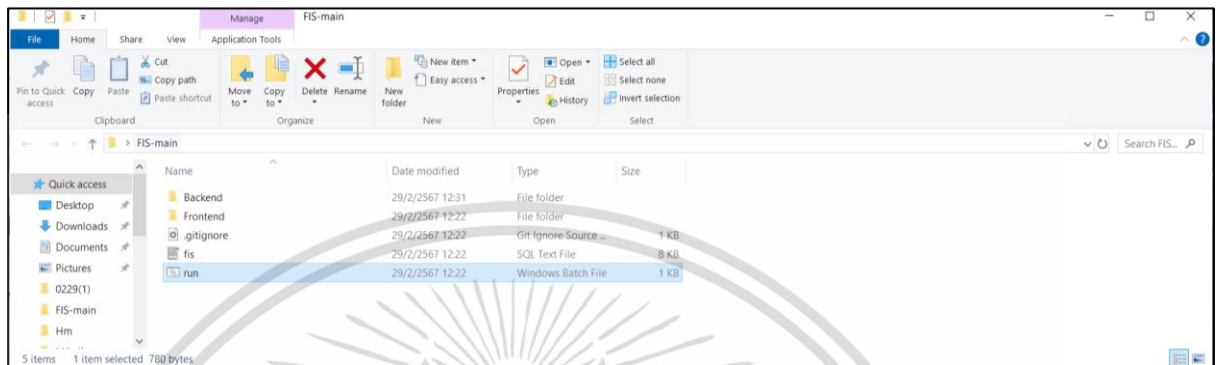 Manage FIS-main
File Home Share View Application Tools
Pin to Quick access
Copy
Paste
Cut
Copy path
Paste shortcut
Clipboard
Move to
Copy to
Delete
Rename
Organize
New folder
New item
Easy access
New
Properties
Open
Edit
History
Open
Select all
Select none
Invert selection
Select
FIS-main
Search FIS...
Quick access
Desktop
Downloads
Documents
Pictures
0229(1)
FIS-main
Hm
Name Date modified Type Size
Backend 29/2/2567 12:31 File folder
Frontend 29/2/2567 12:22 File folder
.gitignore 29/2/2567 12:22 Git Ignore Source ... 1 KB
fis 29/2/2567 12:22 SQL Text File 8 KB
run 29/2/2567 12:22 Windows Batch File 1 KB
5 items 1 item selected 780 bytes